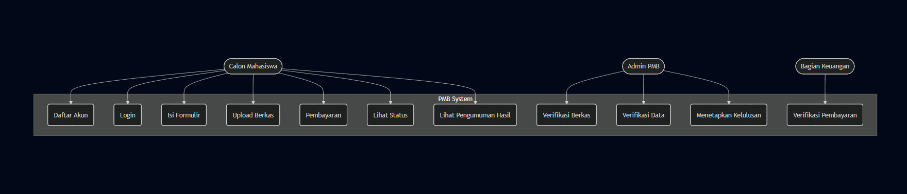 Calon Mahasiswa
Admin PMB
Bagian Keuangan
PMB System
Daftar Akun
Login
Isi Formulir
Upload Berkas
Pembayaran
Lihat Status
Lihat Pengumuman Hasil
Verifikasi Berkas
Verifikasi Data
Menetapkan Kelulusan
Verifikasi Pembayaran